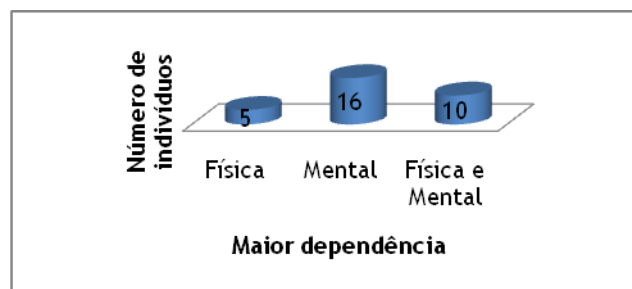 Número de
indivíduos
5
16
10
Física
Mental
Física e
Mental
Maior dependência